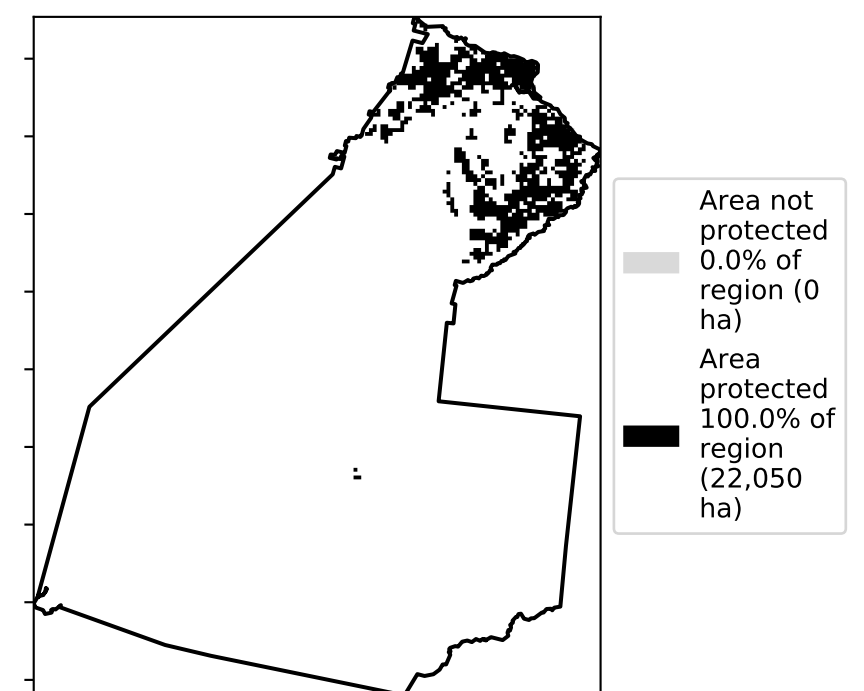 Area not
protected
0.0% of
region (0
ha)
Area
protected
100.0% of
region
(22,050
ha)